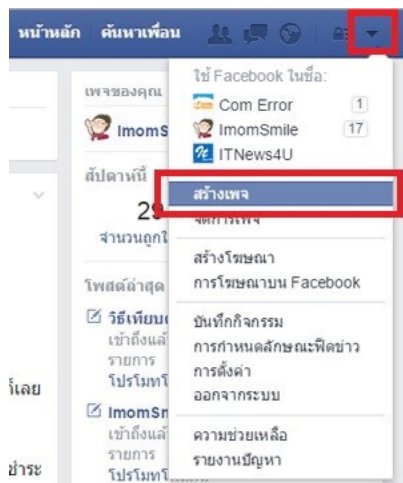 หน้าหลัก ค้นหาเพื่อน
เพจของคุณ
ImomS
สัปดาห์นี้
29
จำนวนถูกใ
โพสต์ล่าสุด
วิธีเทียบ
เข้าถึงแล้
รายการ
โปรโมทโ
ImomSr
เข้าถึงแล้
รายการ
โปรโมทโ
ก็เลย
ชำระ
ใช้ Facebook ในชื่อ:
Com Error 1
ImomSmile 17
ITNews4U
สร้างเพจ
จัดการเพจ
สร้างโฆษณา
การโฆษณาบน Facebook
บันทึกกิจกรรม
การกำหนดลักษณะฟีดข่าว
การตั้งค่า
ออกจากระบบ
ความช่วยเหลือ
รายงานปัญหา